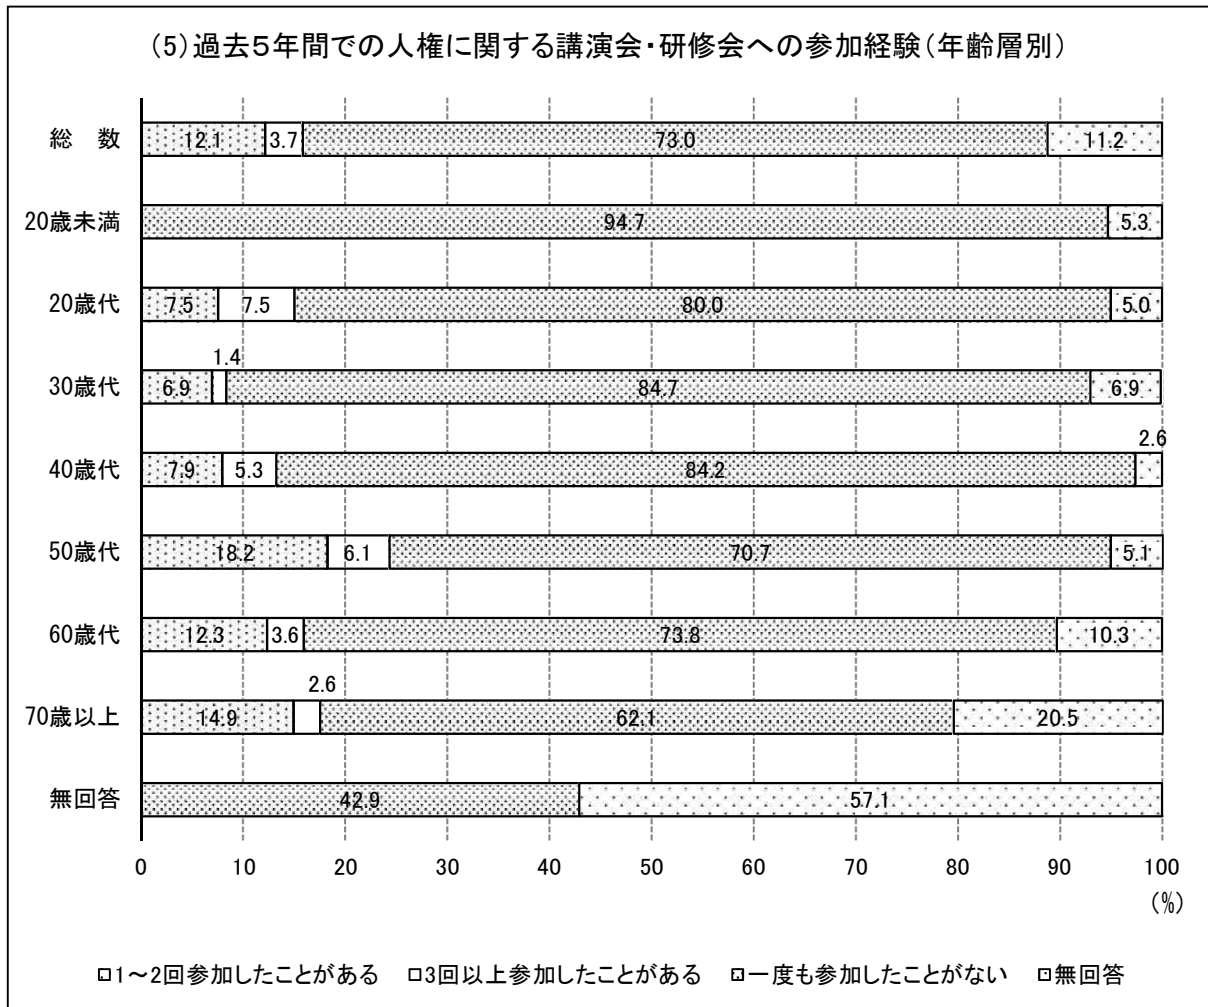 (5)過去5年間での人権に関する講演会・研修会への参加経験(年齢層別)
総　数 12.1 3.7 73.0 11.2
20歳未満 94.7 5.3
20歳代 7.5 7.5 80.0 5.0
1.4
30歳代 6.9 84.7 6.9
2.6
40歳代 7.9 5.3 84.2
50歳代 18.2 6.1 70.7 5.1
60歳代 12.3 3.6 73.8 10.3
2.6
70歳以上 14.9 62.1 20.5
無回答 42.9 57.1
0 10 20 30 40 50 60 70 80 90 100
(%)
1～2回参加したことがある 3回以上参加したことがある 一度も参加したことがない 無回答